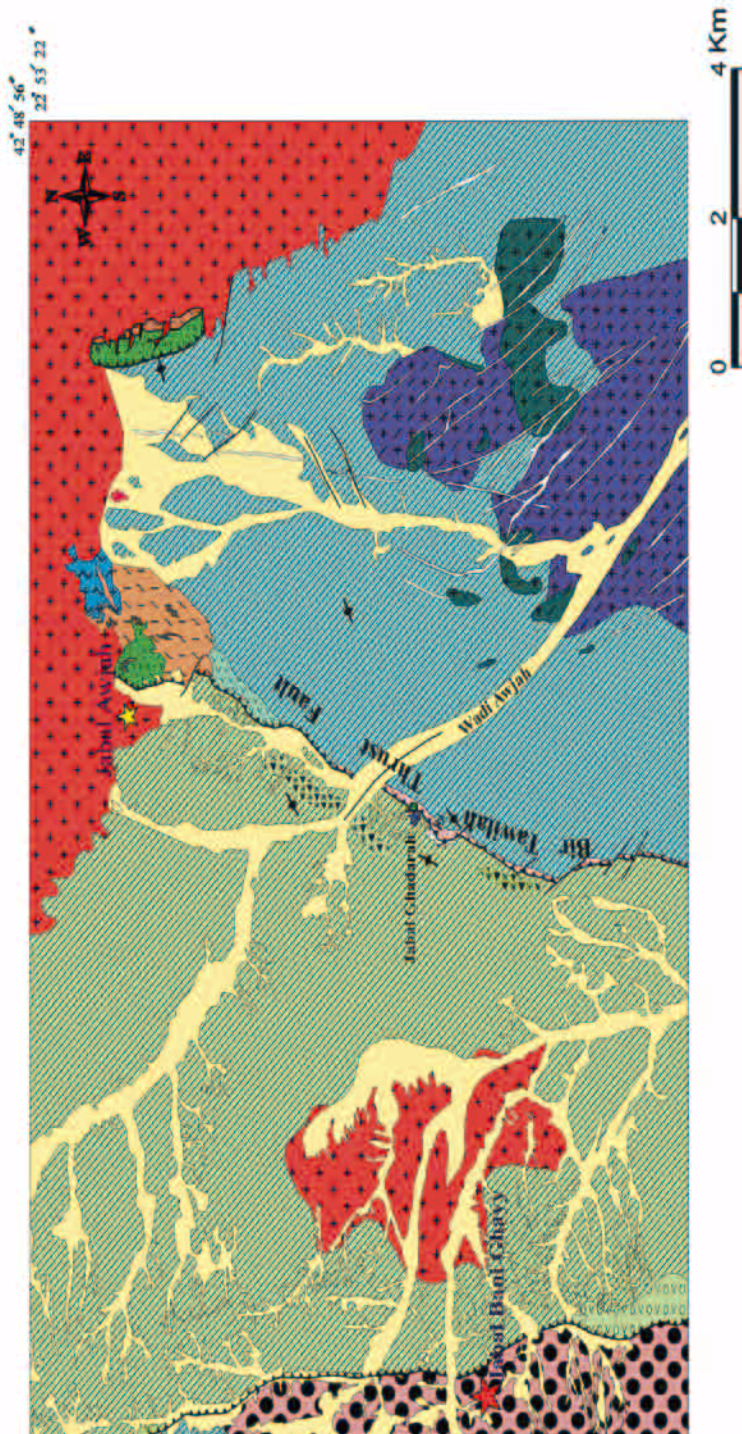 42° 48′ 56″
22° 53′ 22″
N
W E
S
Jabal Awjah
Bir Tawilah Thrust Fault
Wadi Awjah
Jabal Ghadarah
Jabal Bani Ghayy
0 2 4 Km